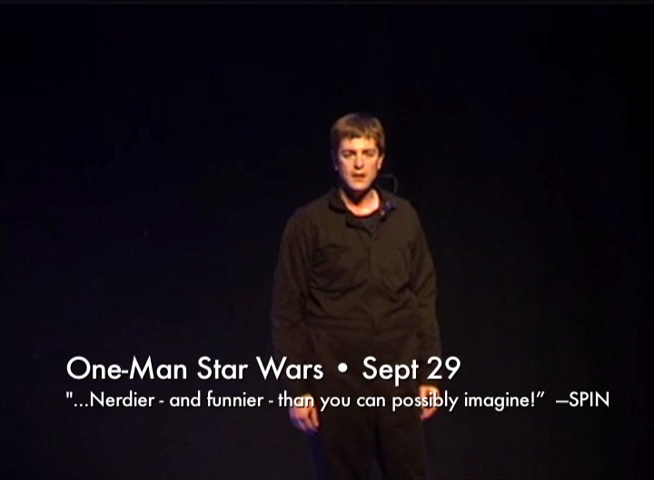 One-Man Star Wars • Sept 29
"...Nerdier - and funnier - than you can possibly imagine!” —SPIN